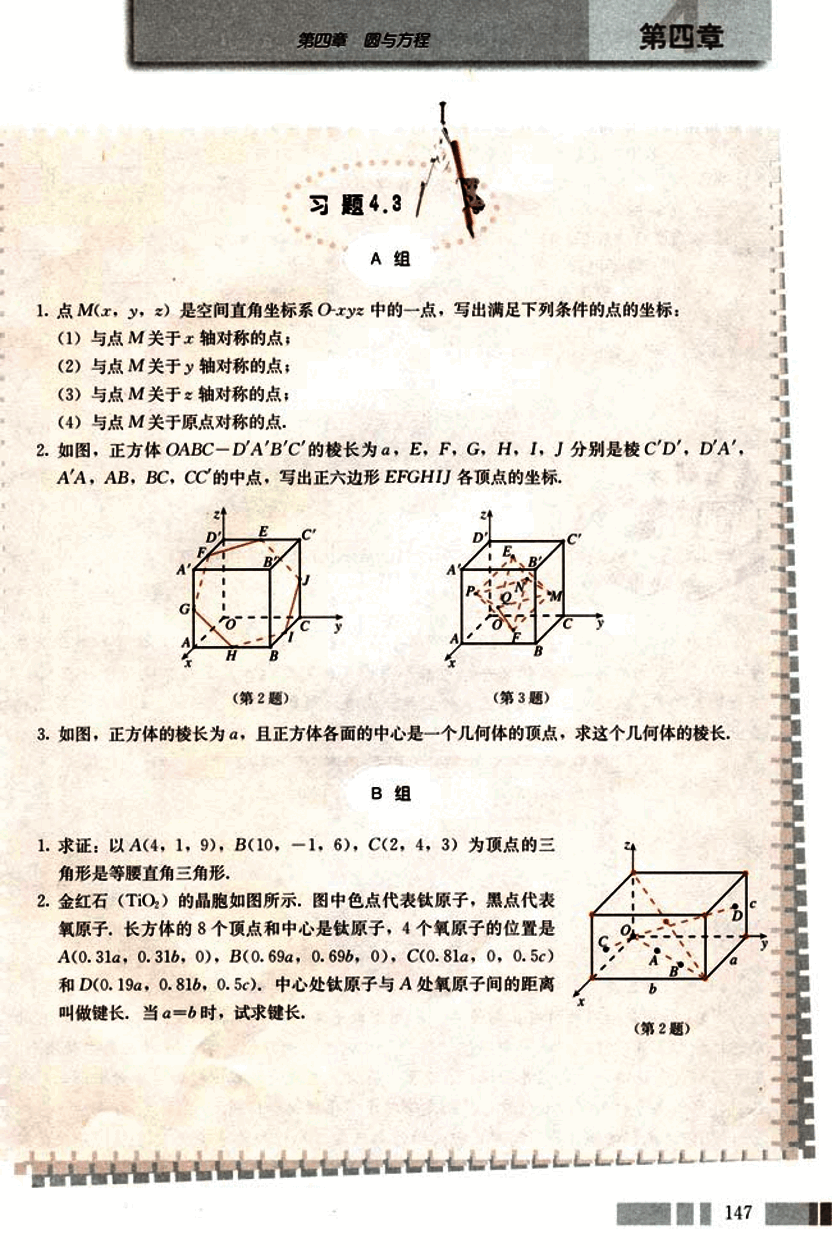 第四章 圆与方程
第四章
习 题4.3
A 组
1. 点 M(x, y, z) 是空间直角坐标系 O-xyz 中的一点，写出满足下列条件的点的坐标：
(1) 与点 M 关于 x 轴对称的点；
(2) 与点 M 关于 y 轴对称的点；
(3) 与点 M 关于 z 轴对称的点；
(4) 与点 M 关于原点对称的点.
2. 如图，正方体 OABC－D′A′B′C′的棱长为 a，E，F，G，H，I，J 分别是棱 C′D′，D′A′，
A′A，AB，BC，CC′的中点，写出正六边形 EFGHIJ 各顶点的坐标.
z
D′ E C′
F
A′ B′
J
G
O C y
I
A
x H B
(第 2 题)
z
D′ C′
E
A′ B′
P N M
Q
O C y
A F
x B
(第 3 题)
3. 如图，正方体的棱长为 a，且正方体各面的中心是一个几何体的顶点，求这个几何体的棱长.
B 组
1. 求证：以 A(4，1，9)，B(10，－1，6)，C(2，4，3) 为顶点的三
角形是等腰直角三角形.
2. 金红石（TiO₂）的晶胞如图所示. 图中色点代表钛原子，黑点代表
氧原子. 长方体的 8 个顶点和中心是钛原子，4 个氧原子的位置是
A(0.31a，0.31b，0)，B(0.69a，0.69b，0)，C(0.81a，0，0.5c)
和 D(0.19a，0.81b，0.5c). 中心处钛原子与 A 处氧原子间的距离
叫做键长. 当 a=b 时，试求键长.
z
c
D
O
C y
A
B a
b
x
(第 2 题)
147